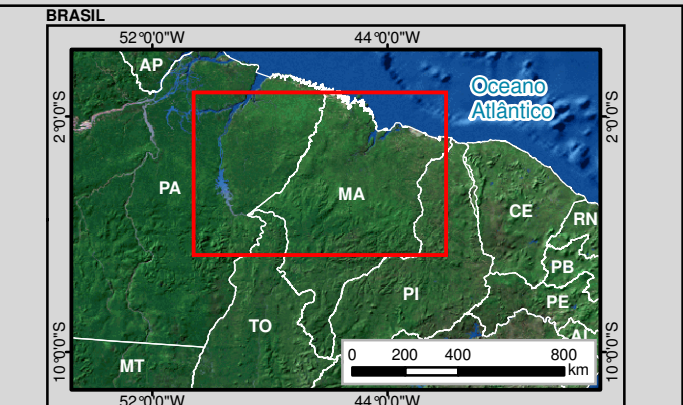 BRASIL
52°0'0"W 44°0'0"W
AP
Oceano
Atlântico
2°0'0"S 2°0'0"S
PA
MA
CE
RN
PB
PI
PE
TO
AL
MT
0 200 400 800
km
10°0'0"S 10°0'0"S
52°0'0"W 44°0'0"W